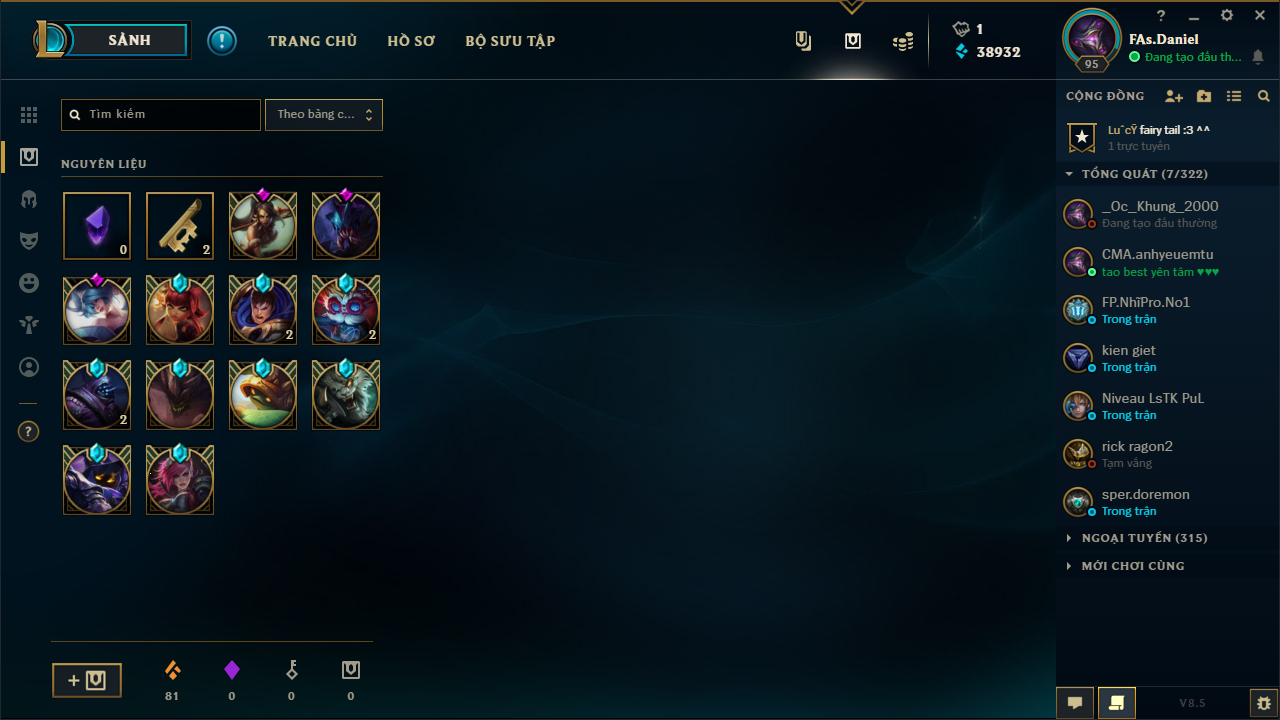 SẢNH
TRANG CHỦ
HỒ SƠ
BỘ SƯU TẬP
1
38932
95
FAs.Daniel
Đang tạo đấu th...
Tìm kiếm
Theo bảng c...
NGUYÊN LIỆU
0
2
2
2
2
81
0
0
0
CỘNG ĐỒNG
Luˆcÿ fairy tail :3 ^^
1 trực tuyến
TỔNG QUÁT (7/322)
_Oc_Khung_2000
Đang tạo đấu thường
CMA.anhyeuemtu
tao best yên tâm ♥♥♥
FP.NhĩPro.No1
Trong trận
kien giet
Trong trận
Niveau LsTK PuL
Trong trận
rick ragon2
Tạm vắng
sper.doremon
Trong trận
NGOẠI TUYẾN (315)
MỚI CHƠI CÙNG
V8.5